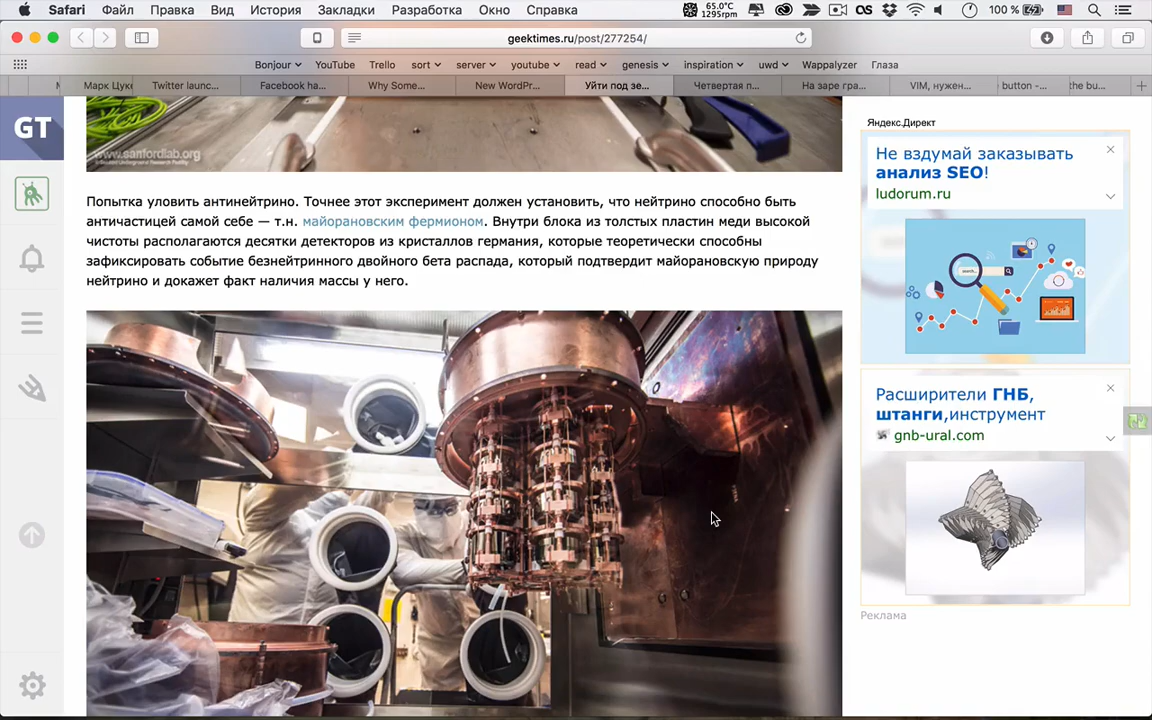 Safari Файл Правка Вид История Закладки Разработка Окно Справка 65.0°C 1295rpm 100 %
geektimes.ru/post/277254/
Bonjour YouTube Trello sort server youtube read genesis inspiration uwd Wappalyzer Глаза
Марк Цук Twitter launc... Facebook ha... Why Some... New WordPr... Уйти под зе... Четвертая п... На заре гра... VIM, нужен... button -... the bu...
GT
www.sanfordlab.org
Попытка уловить антинейтрино. Точнее этот эксперимент должен установить, что нейтрино способно быть
античастицей самой себе — т.н. майорановским фермионом. Внутри блока из толстых пластин меди высокой
чистоты располагаются десятки детекторов из кристаллов германия, которые теоретически способны
зафиксировать событие безнейтринного двойного бета распада, который подтвердит майорановскую природу
нейтрино и докажет факт наличия массы у него.
Яндекс.Директ
Не вздумай заказывать
анализ SEO!
ludorum.ru
search...
Расширители ГНБ,
штанги,инструмент
gnb-ural.com
Реклама